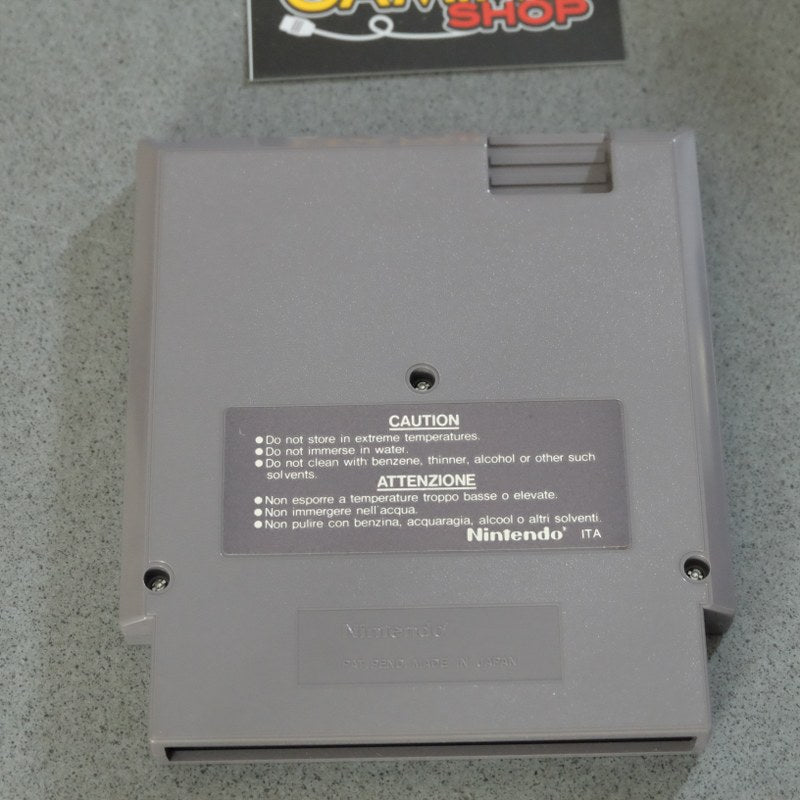 SHOP
CAUTION
● Do not store in extreme temperatures.
● Do not immerse in water.
● Do not clean with benzene, thinner, alcohol or other such
solvents.
ATTENZIONE
● Non esporre a temperature troppo basse o elevate.
● Non immergere nell'acqua.
● Non pulire con benzina, acquaragia, alcool o altri solventi.
Nintendo® ITA
Nintendo®
PAT. PEND. MADE IN JAPAN